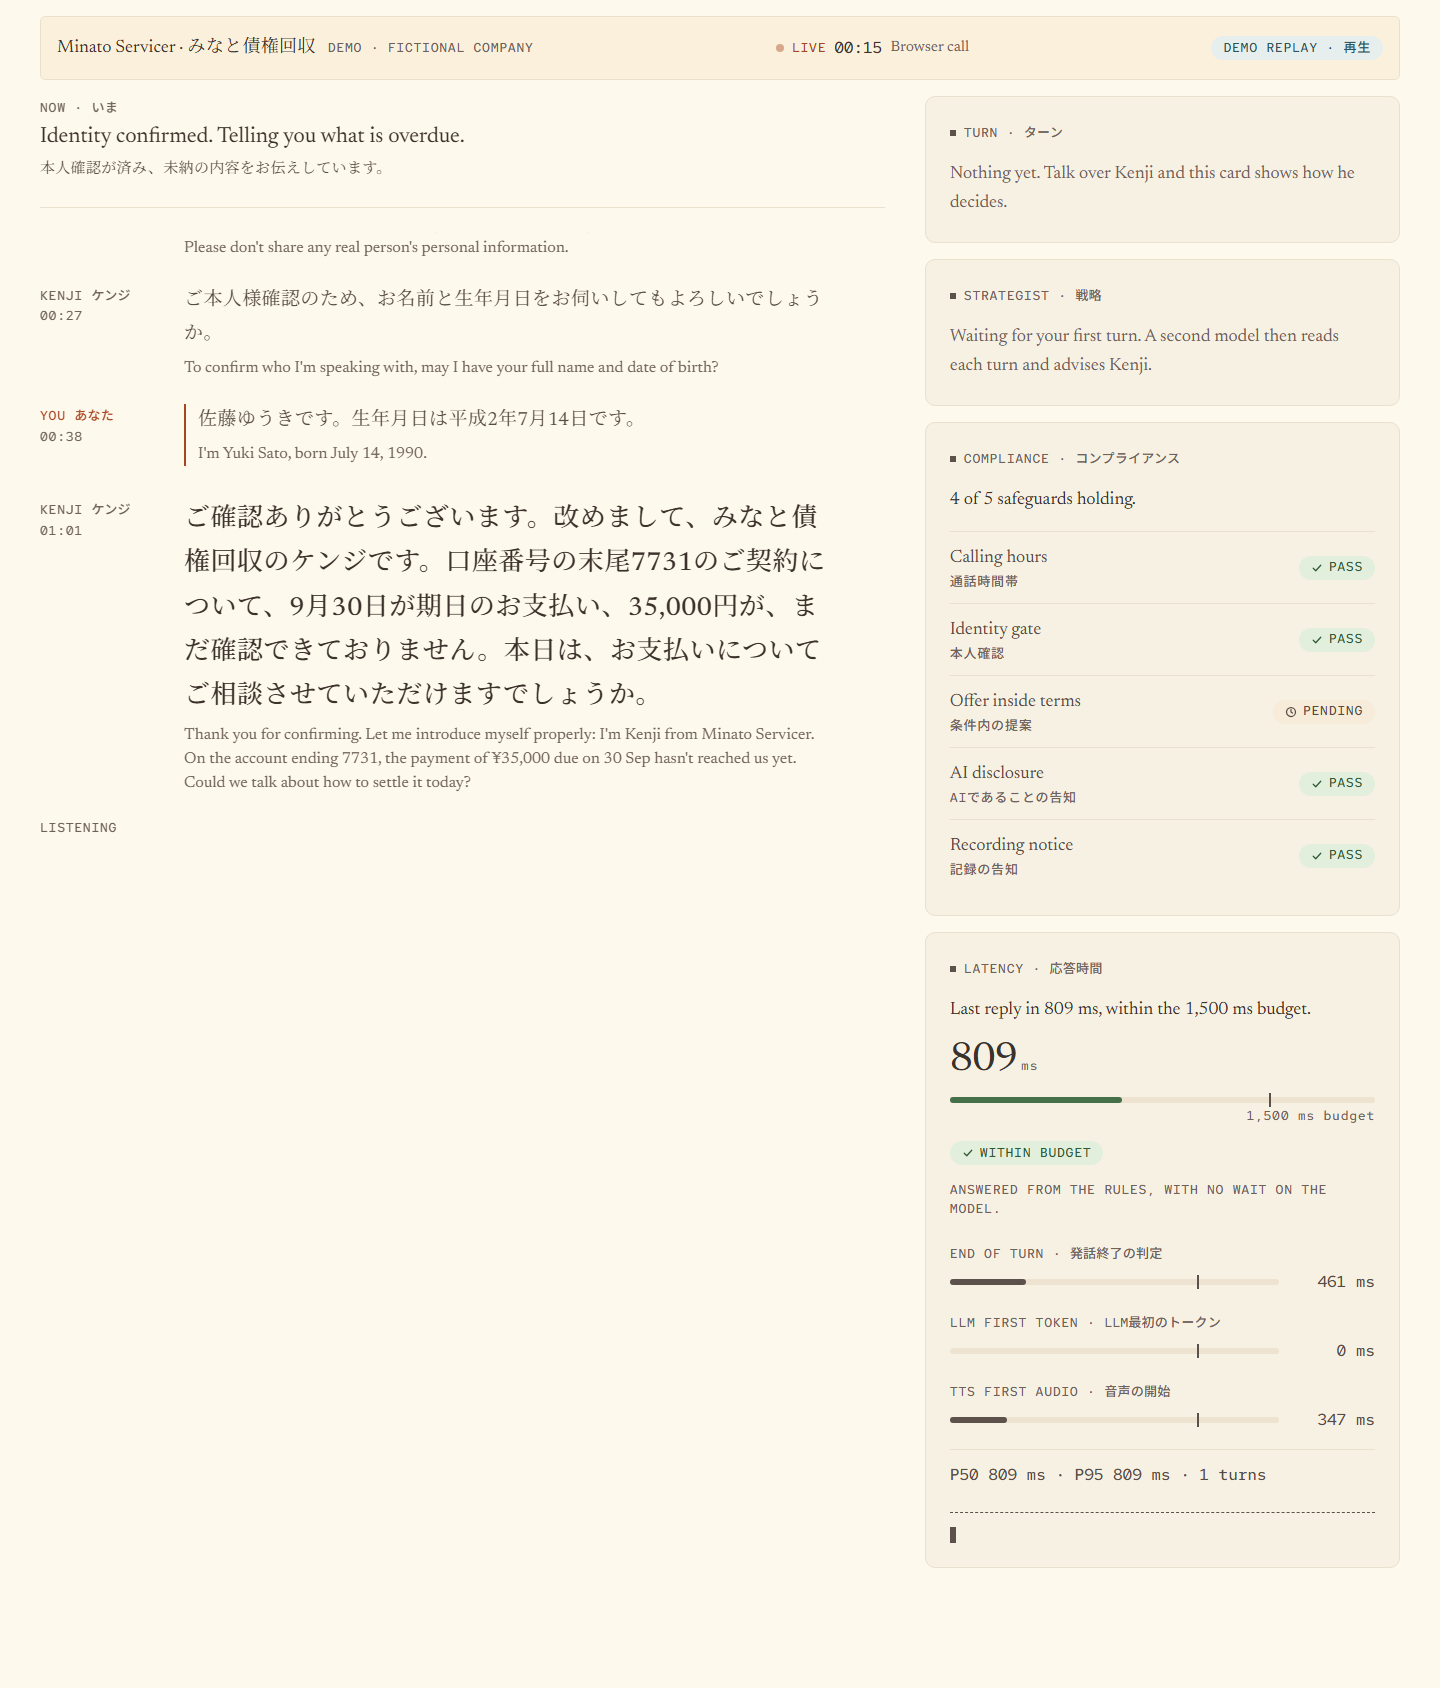 Minato Servicer · みなと債権回収 DEMO · FICTIONAL COMPANY
LIVE 00:15 Browser call
DEMO REPLAY · 再生
NOW · いま
Identity confirmed. Telling you what is overdue.
本人確認が済み、未納の内容をお伝えしています。
Please don't share any real person's personal information.
KENJI ケンジ
00:27
ご本人様確認のため、お名前と生年月日をお伺いしてもよろしいでしょう
か。
To confirm who I'm speaking with, may I have your full name and date of birth?
YOU あなた
00:38
佐藤ゆうきです。生年月日は平成2年7月14日です。
I'm Yuki Sato, born July 14, 1990.
KENJI ケンジ
01:01
ご確認ありがとうございます。改めまして、みなと債
権回収のケンジです。口座番号の末尾7731のご契約に
ついて、9月30日が期日のお支払い、35,000円が、ま
だ確認できておりません。本日は、お支払いについて
ご相談させていただけますでしょうか。
Thank you for confirming. Let me introduce myself properly: I'm Kenji from Minato Servicer.
On the account ending 7731, the payment of ¥35,000 due on 30 Sep hasn't reached us yet.
Could we talk about how to settle it today?
LISTENING
TURN · ターン
Nothing yet. Talk over Kenji and this card shows how he
decides.
STRATEGIST · 戦略
Waiting for your first turn. A second model then reads
each turn and advises Kenji.
COMPLIANCE · コンプライアンス
4 of 5 safeguards holding.
Calling hours
通話時間帯
PASS
Identity gate
本人確認
PASS
Offer inside terms
条件内の提案
PENDING
AI disclosure
AIであることの告知
PASS
Recording notice
記録の告知
PASS
LATENCY · 応答時間
Last reply in 809 ms, within the 1,500 ms budget.
809 ms
1,500 ms budget
WITHIN BUDGET
ANSWERED FROM THE RULES, WITH NO WAIT ON THE
MODEL.
END OF TURN · 発話終了の判定
461 ms
LLM FIRST TOKEN · LLM最初のトークン
0 ms
TTS FIRST AUDIO · 音声の開始
347 ms
P50 809 ms · P95 809 ms · 1 turns